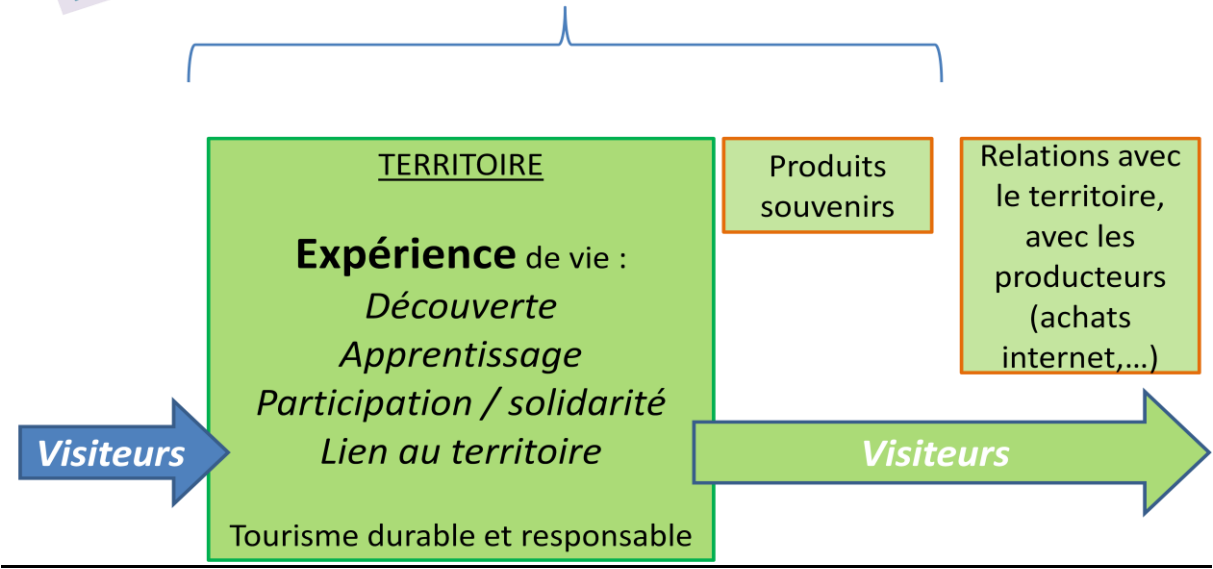 TERRITOIRE
Expérience de vie :
Découverte
Apprentissage
Participation / solidarité
Lien au territoire
Tourisme durable et responsable
Produits
souvenirs
Relations avec
le territoire,
avec les
producteurs
(achats
internet,…)
Visiteurs
Visiteurs